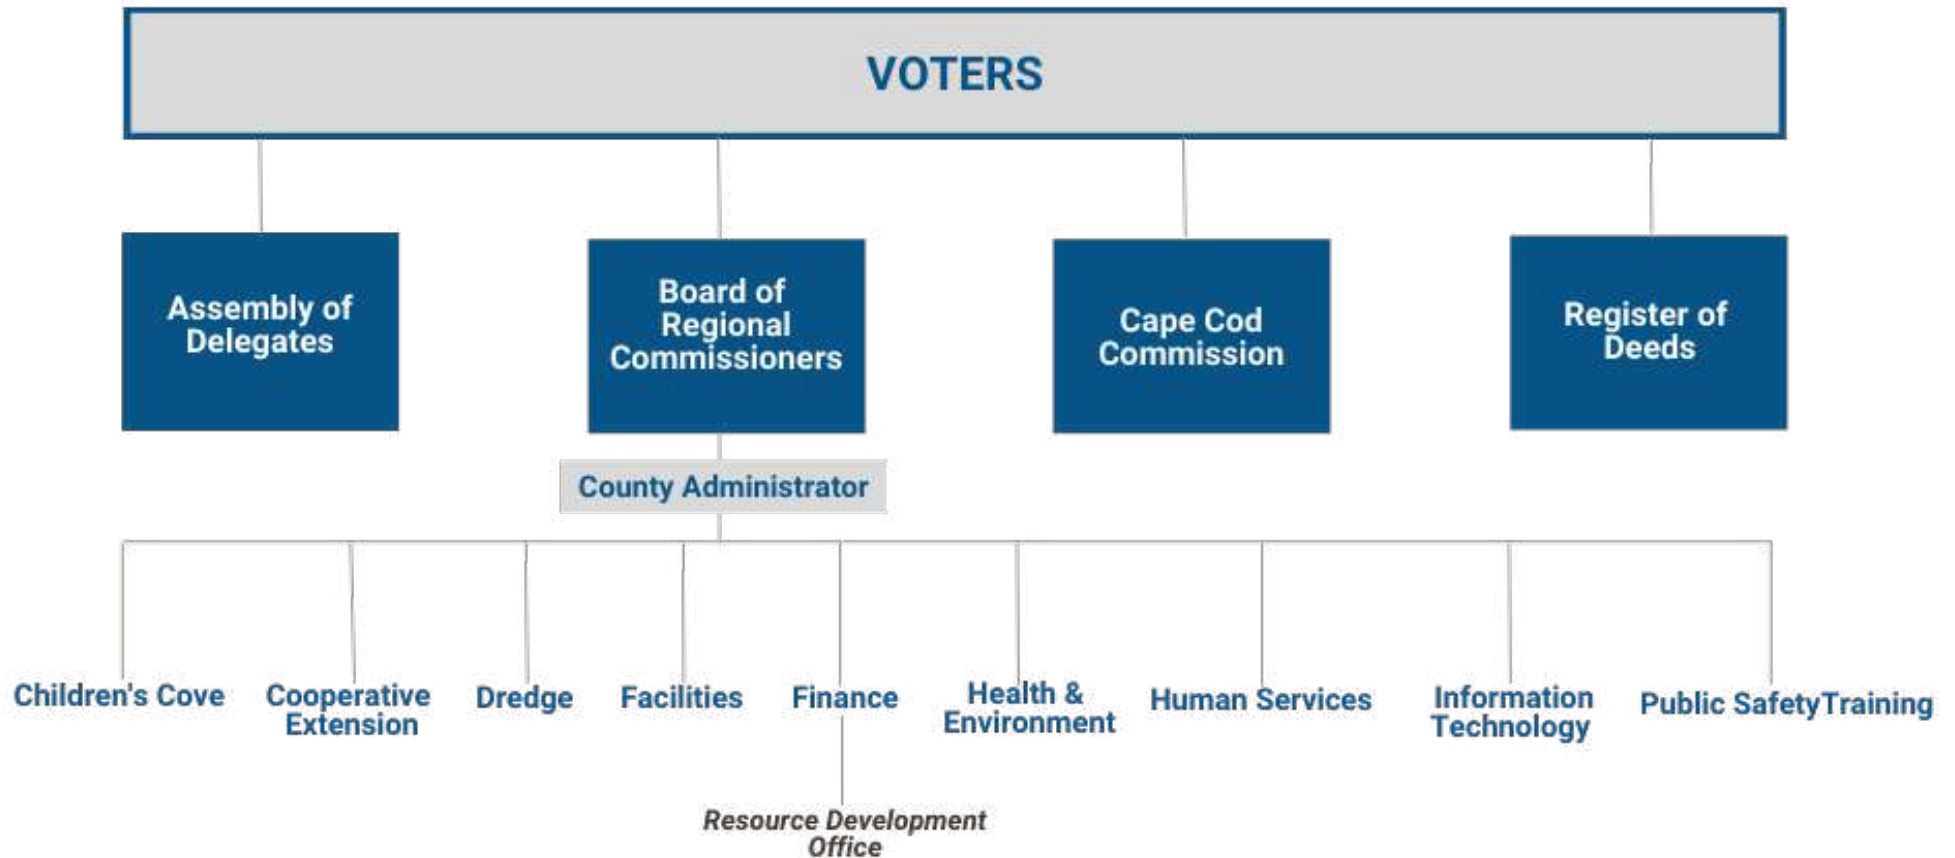 VOTERS
Assembly of
Delegates
Board of
Regional
Commissioners
Cape Cod
Commission
Register of
Deeds
County Administrator
Children's Cove
Cooperative
Extension
Dredge
Facilities
Finance
Health &
Environment
Human Services
Information
Technology
Public SafetyTraining
Resource Development
Office